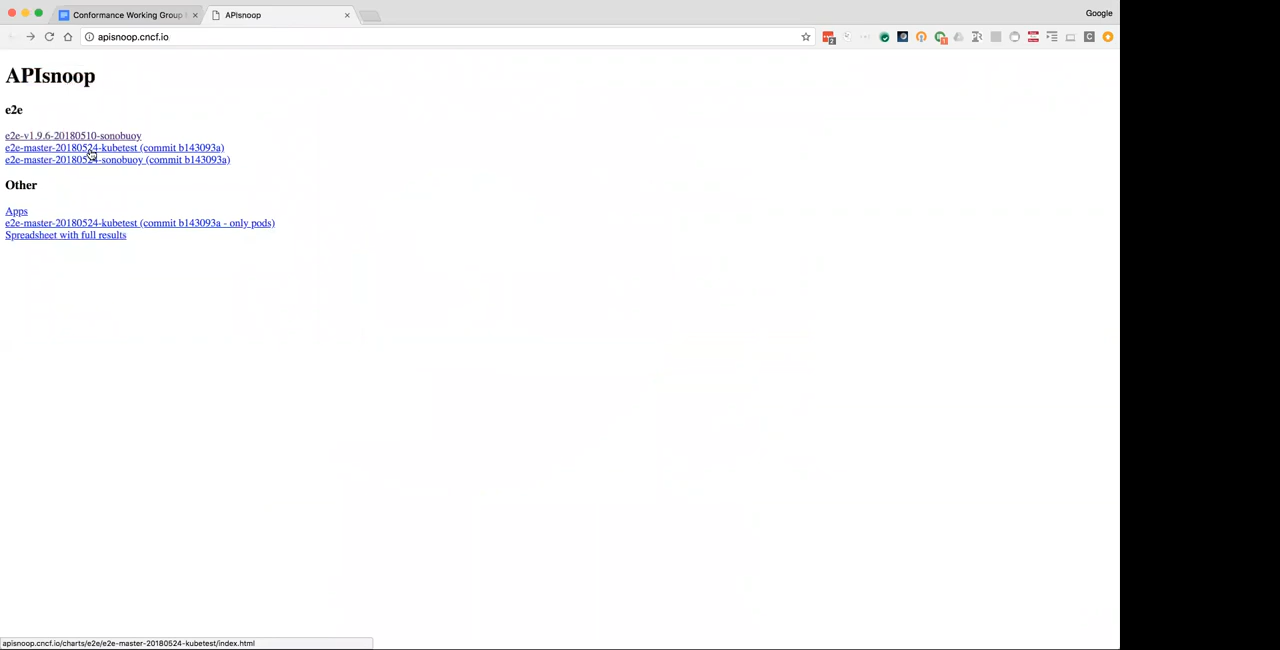 Conformance Working Group
APIsnoop
Google
apisnoop.cncf.io
APIsnoop
e2e
e2e-v1.9.6-20180510-sonobuoy
e2e-master-20180524-kubetest (commit b143093a)
e2e-master-20180524-sonobuoy (commit b143093a)
Other
Apps
e2e-master-20180524-kubetest (commit b143093a - only pods)
Spreadsheet with full results
apisnoop.cncf.io/charts/e2e/e2e-master-20180524-kubetest/index.html